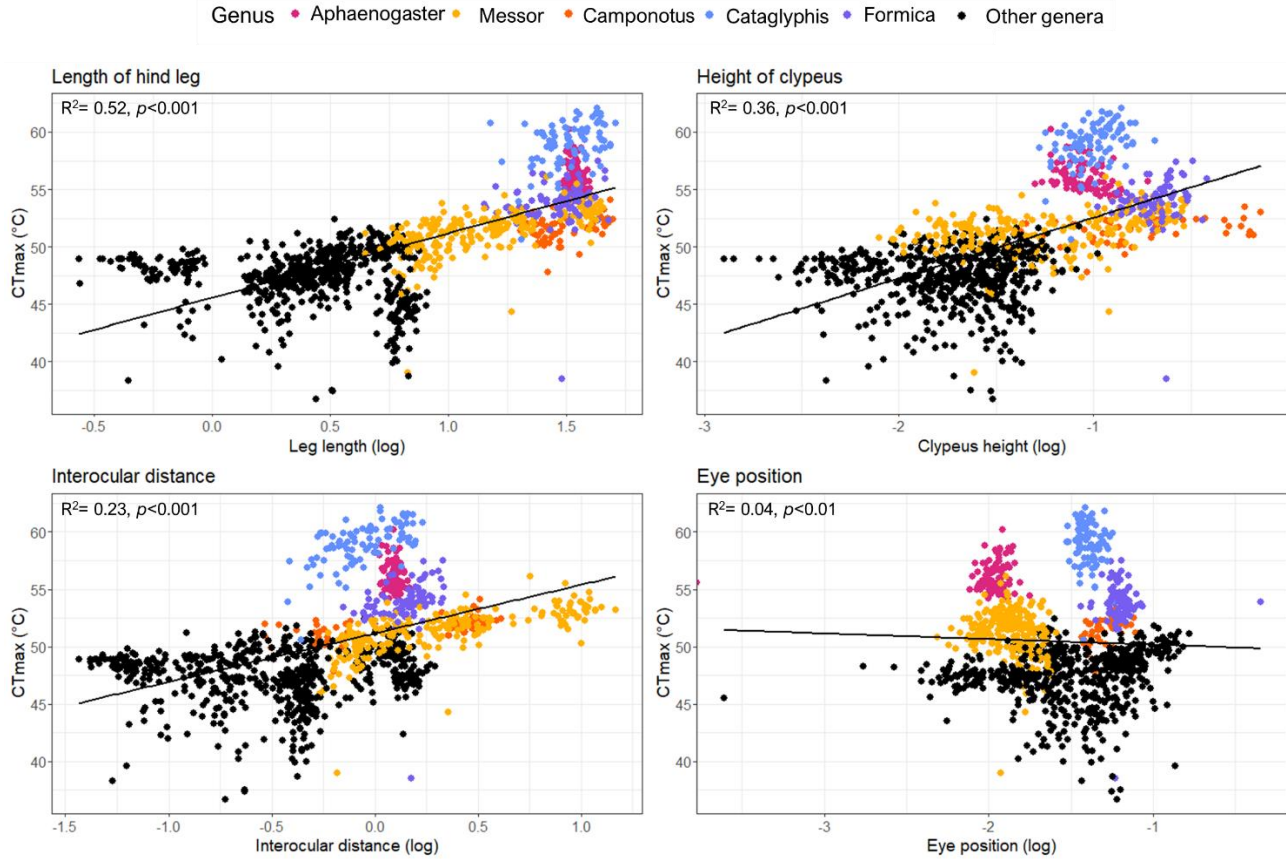 Genus Aphaenogaster Messor Camponotus Cataglyphis Formica Other genera
Length of hind leg
R²= 0.52, p<0.001
60
55
50
45
40
CTmax (°C)
-0.5 0.0 0.5 1.0 1.5
Leg length (log)
Height of clypeus
R²= 0.36, p<0.001
60
55
50
45
40
CTmax (°C)
-3 -2 -1
Clypeus height (log)
Interocular distance
R²= 0.23, p<0.001
60
55
50
45
40
CTmax (°C)
-1.5 -1.0 -0.5 0.0 0.5 1.0
Interocular distance (log)
Eye position
R²= 0.04, p<0.01
60
55
50
45
40
CTmax (°C)
-3 -2 -1
Eye position (log)